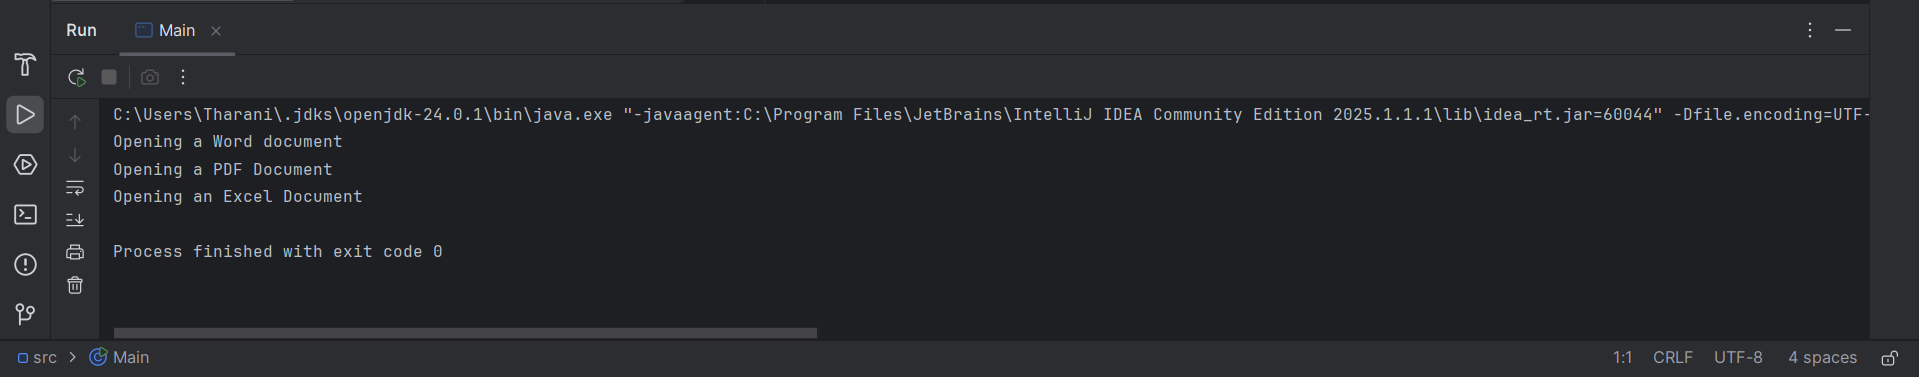 Run Main
C:\Users\Tharani\.jdks\openjdk-24.0.1\bin\java.exe "-javaagent:C:\Program Files\JetBrains\IntelliJ IDEA Community Edition 2025.1.1.1\lib\idea_rt.jar=60044" -Dfile.encoding=UTF-
Opening a Word document
Opening a PDF Document
Opening an Excel Document
Process finished with exit code 0
src > Main 1:1 CRLF UTF-8 4 spaces